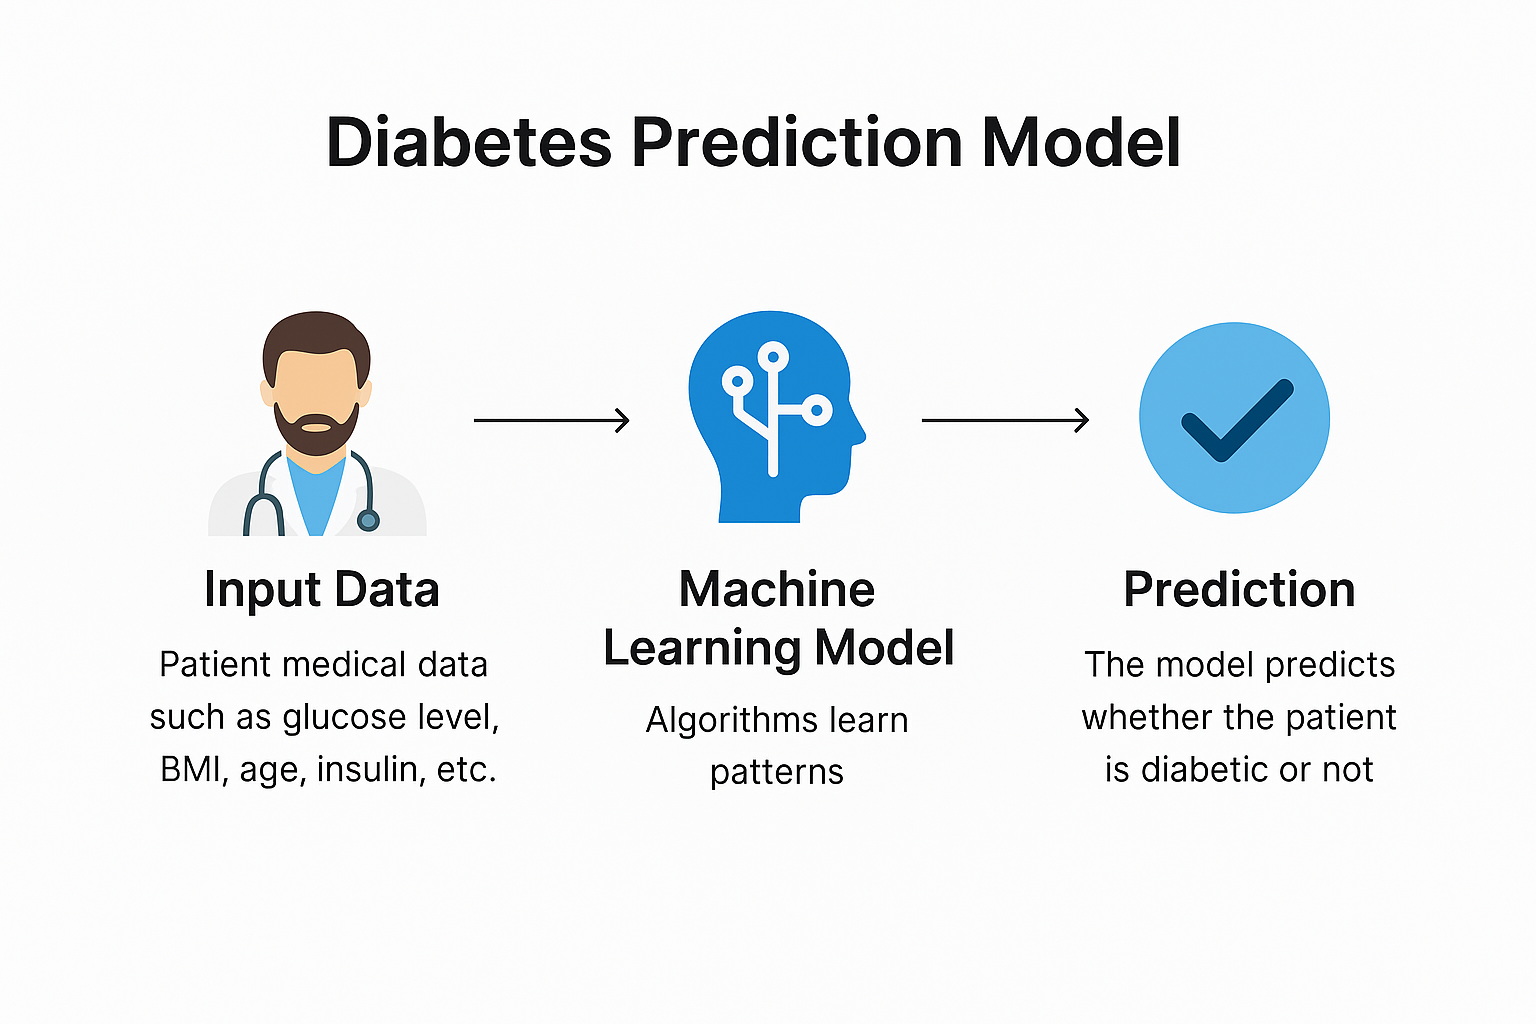 Diabetes Prediction Model
Input Data
Patient medical data
such as glucose level,
BMI, age, insulin, etc.
Machine
Learning Model
Algorithms learn
patterns
Prediction
The model predicts
whether the patient
is diabetic or not